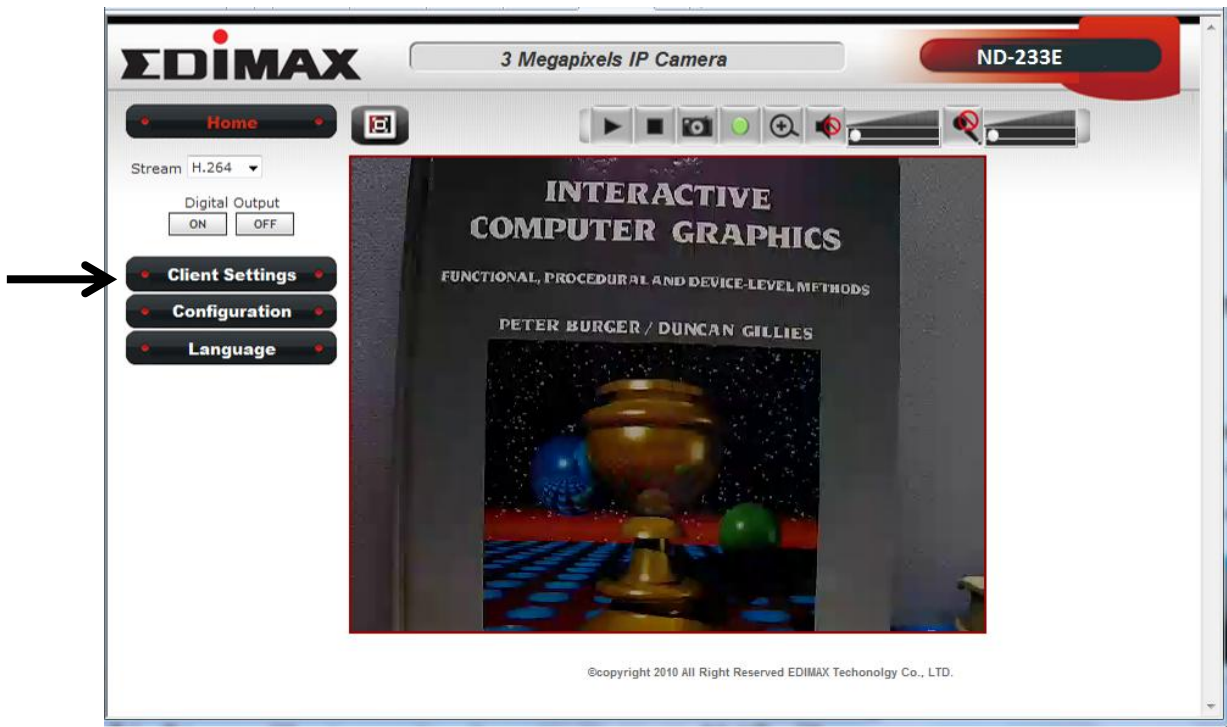 EDIMAX
3 Megapixels IP Camera
ND-233E
Home
Stream H.264
Digital Output
ON OFF
Client Settings
Configuration
Language
INTERACTIVE
COMPUTER GRAPHICS
FUNCTIONAL, PROCEDURAL AND DEVICE-LEVEL METHODS
PETER BURGER / DUNCAN GILLIES
©copyright 2010 All Right Reserved EDIMAX Techonolgy Co., LTD.